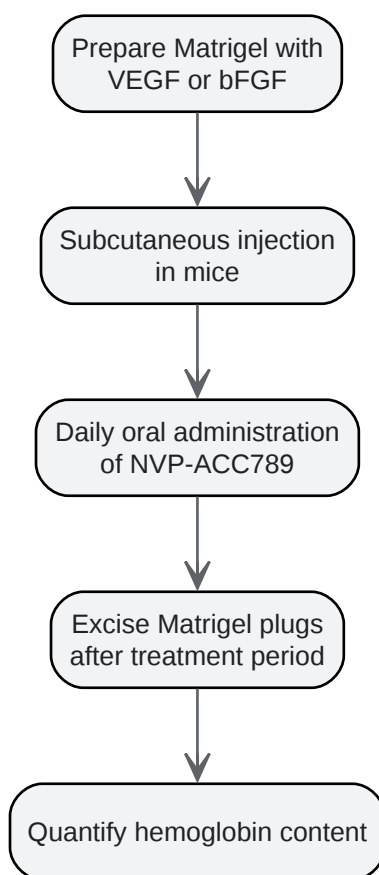 Prepare Matrigel with
VEGF or bFGF
Subcutaneous injection
in mice
Daily oral administration
of NVP-ACC789
Excise Matrigel plugs
after treatment period
Quantify hemoglobin content